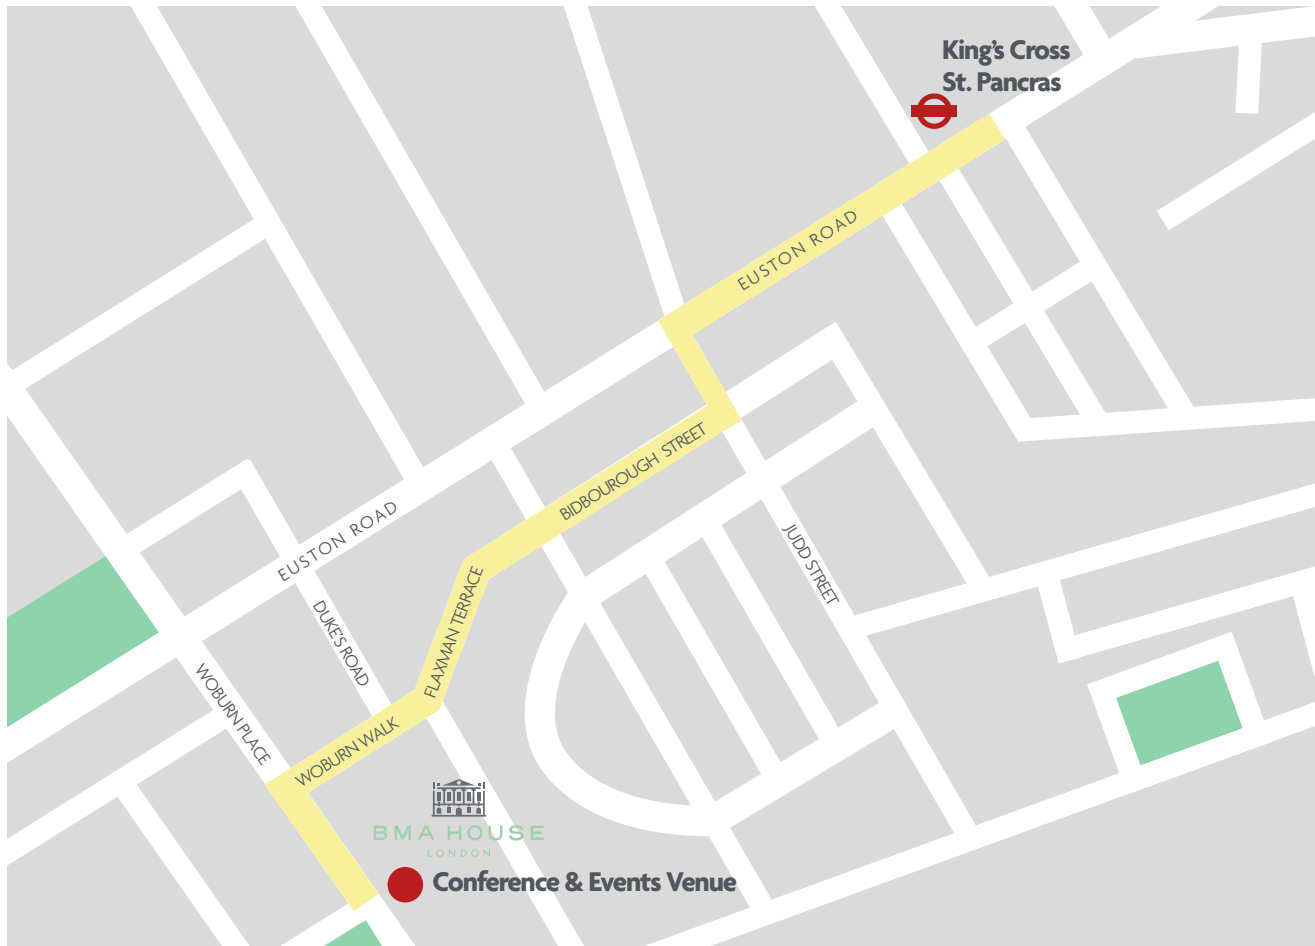 King's Cross
St. Pancras
EUSTON ROAD
BIDBOUROUGH STREET
JUDD STREET
EUSTON ROAD
FLAXMAN TERRACE
DUKE'S ROAD
WOBURN PLACE
WOBURN WALK
BMA HOUSE
LONDON
Conference & Events Venue